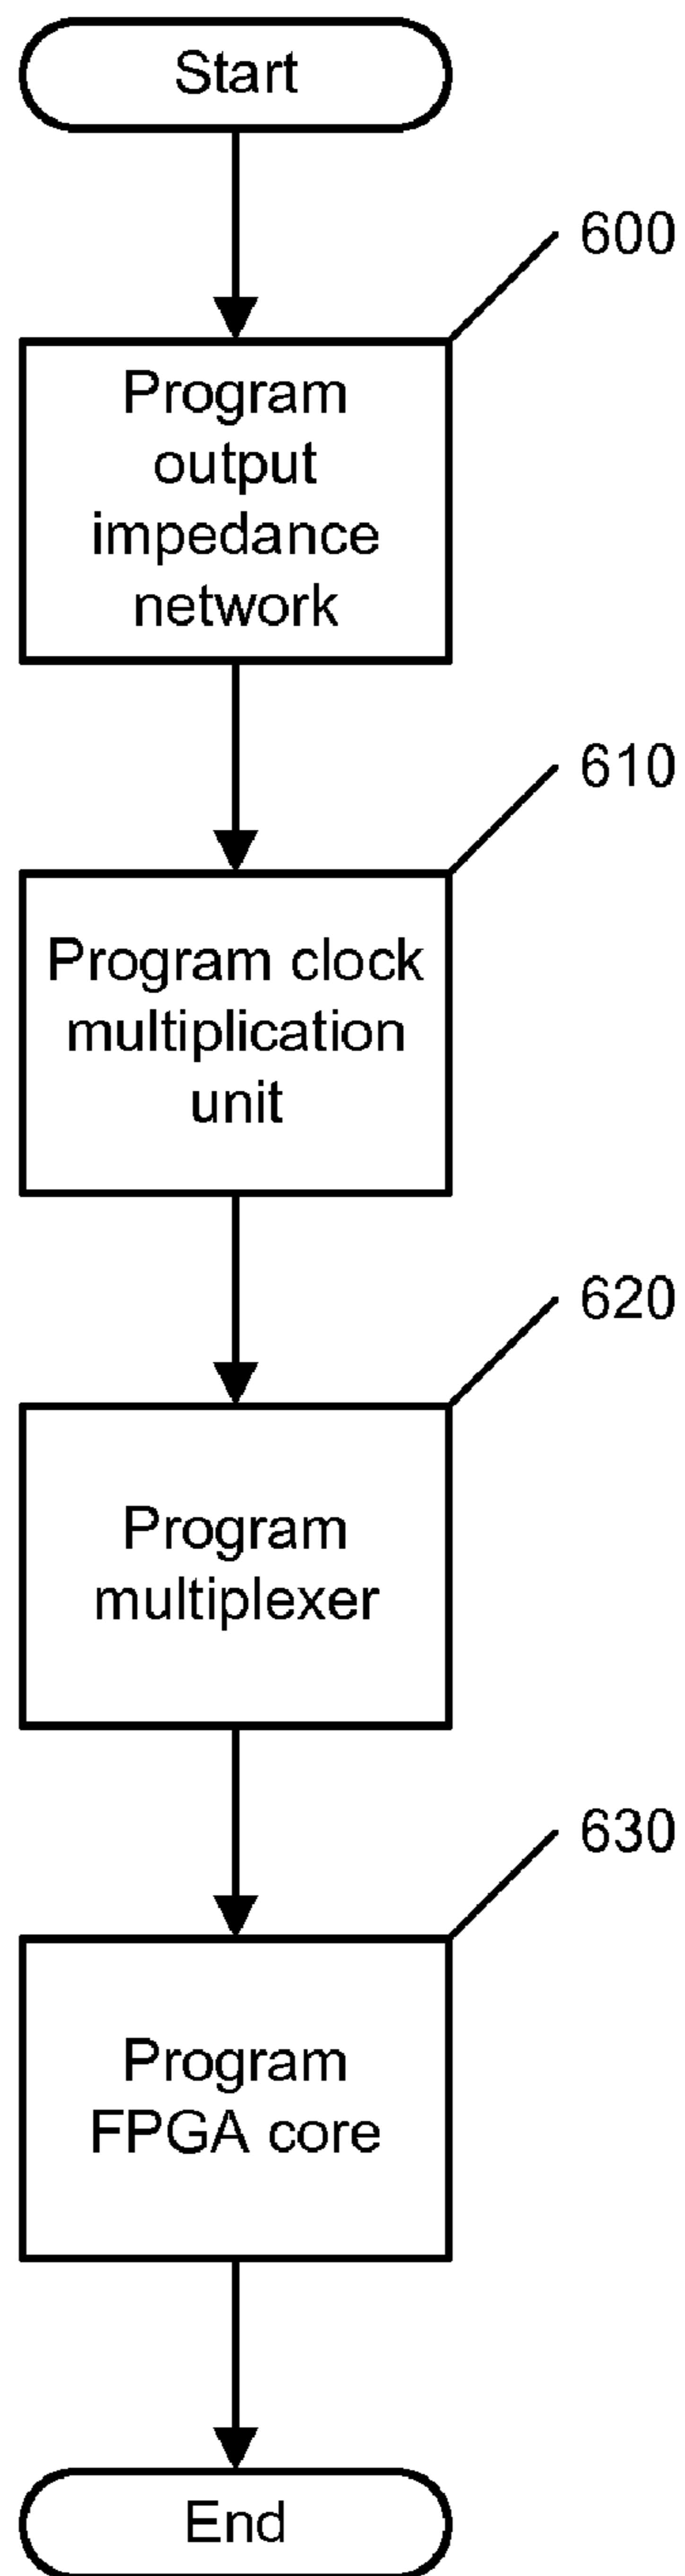 Start
600
Program
output
impedance
network
610
Program clock
multiplication
unit
620
Program
multiplexer
630
Program
FPGA core
End